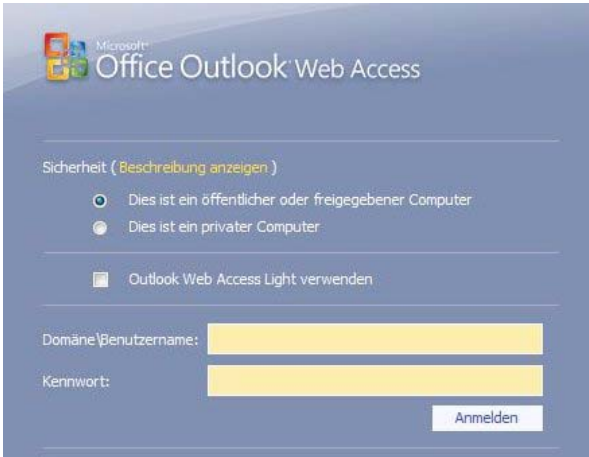 Microsoft
Office Outlook Web Access
Sicherheit ( Beschreibung anzeigen )
Dies ist ein öffentlicher oder freigegebener Computer
Dies ist ein privater Computer
Outlook Web Access Light verwenden
Domäne\Benutzername:
Kennwort:
Anmelden